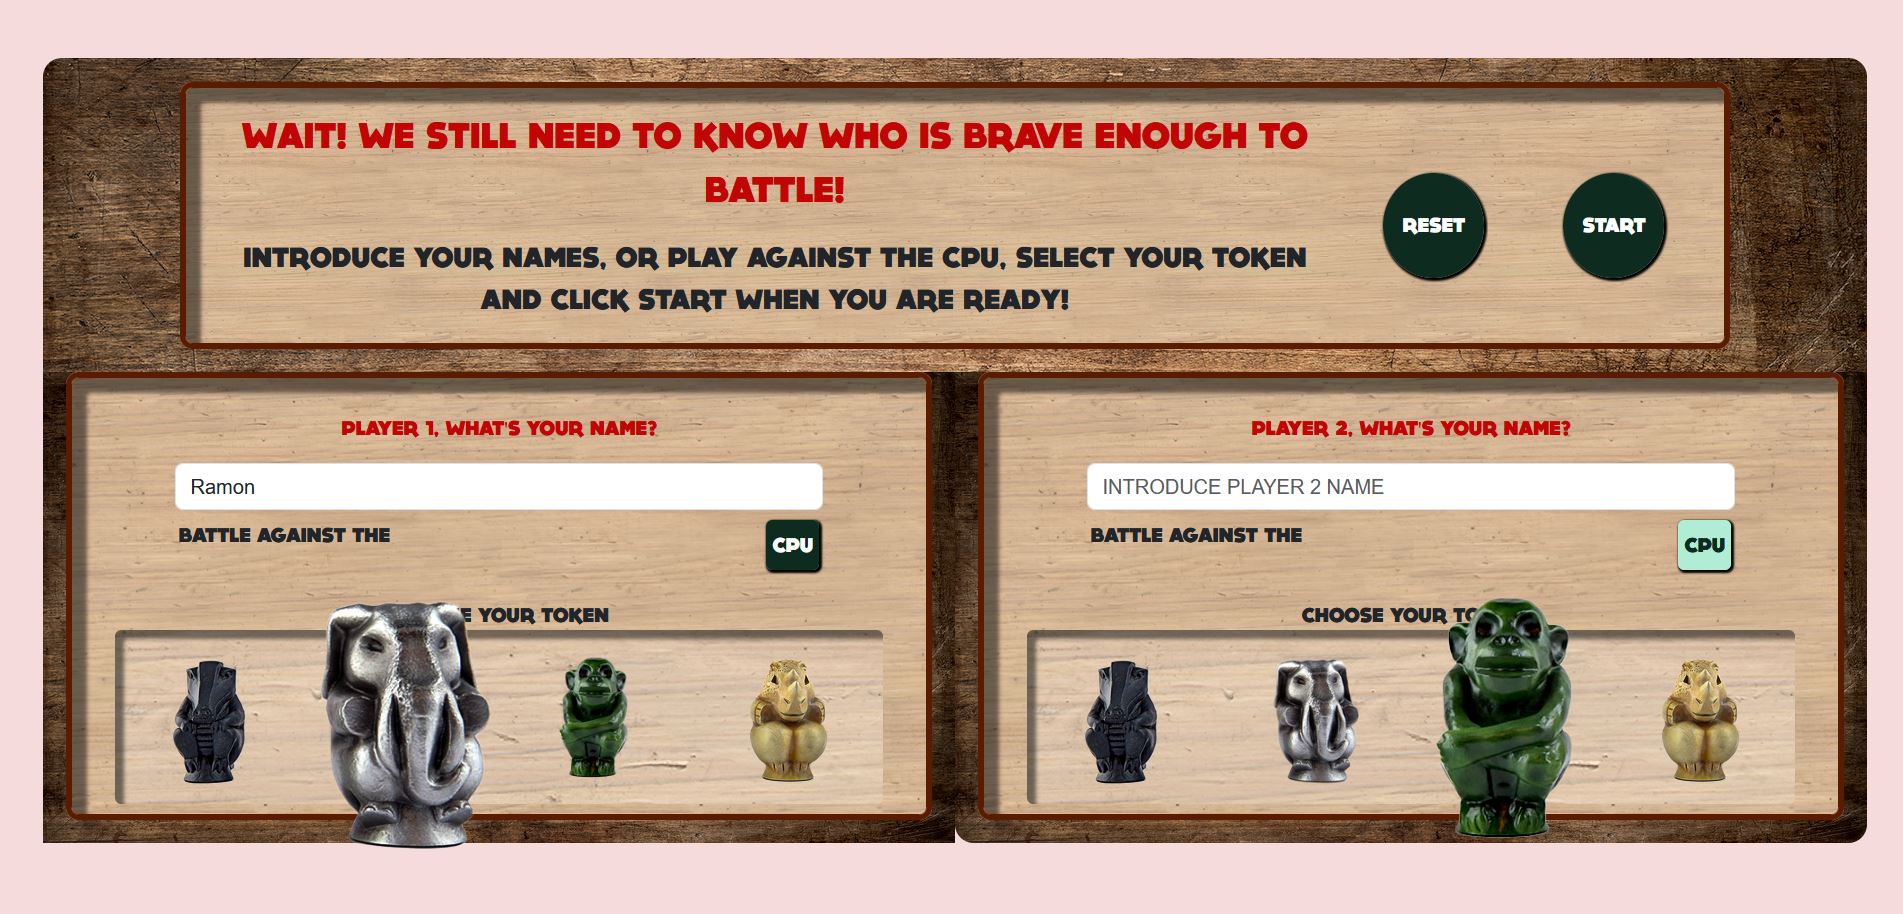 WAIT! WE STILL NEED TO KNOW WHO IS BRAVE ENOUGH TO
BATTLE!
INTRODUCE YOUR NAMES, OR PLAY AGAINST THE CPU, SELECT YOUR TOKEN
AND CLICK START WHEN YOU ARE READY!
RESET
START
PLAYER 1, WHAT'S YOUR NAME?
Ramon
BATTLE AGAINST THE
CPU
YOUR TOKEN
PLAYER 2, WHAT'S YOUR NAME?
INTRODUCE PLAYER 2 NAME
BATTLE AGAINST THE
CPU
CHOOSE YOUR